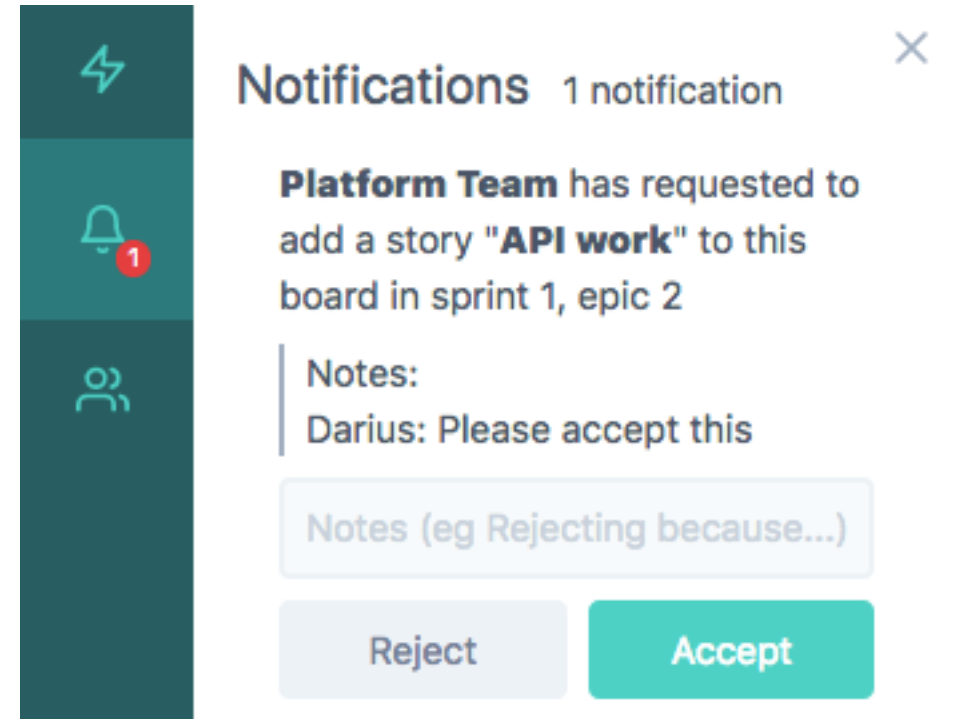 Notifications 1 notification
Platform Team has requested to
add a story "API work" to this
board in sprint 1, epic 2
1
Notes:
Darius: Please accept this
Notes (eg Rejecting because...)
Reject Accept